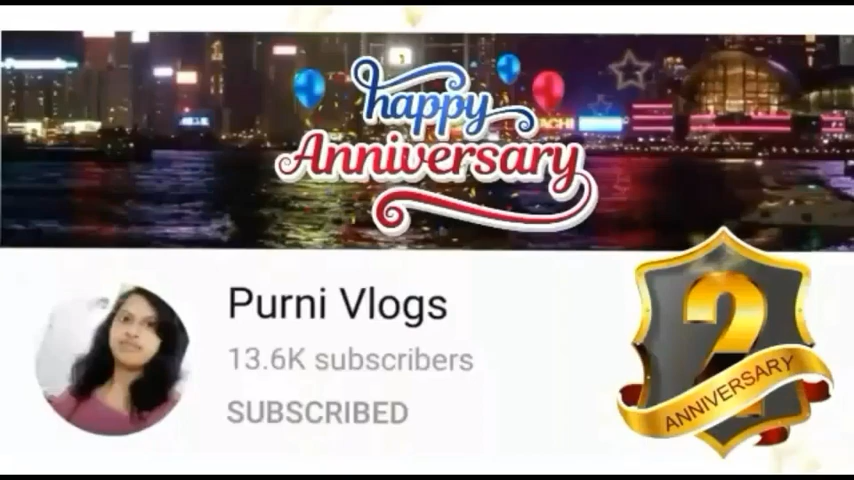 happy
Anniversary
Purni Vlogs
13.6K subscribers
SUBSCRIBED
2
ANNIVERSARY